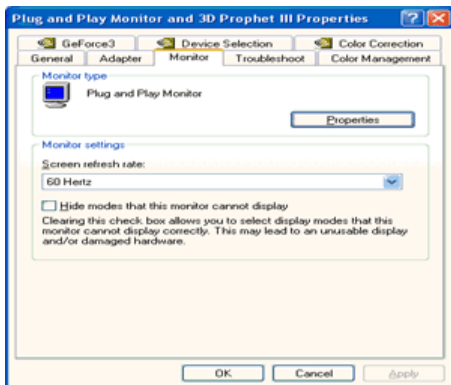 Plug and Play Monitor and 3D Prophet III Properties
GeForce3 Device Selection Color Correction
General Adapter Monitor Troubleshoot Color Management
Monitor type
Plug and Play Monitor
Properties
Monitor settings
Screen refresh rate:
60 Hertz
Hide modes that this monitor cannot display
Clearing this check box allows you to select display modes that this
monitor cannot display correctly. This may lead to an unusable display
and/or damaged hardware.
OK Cancel Apply